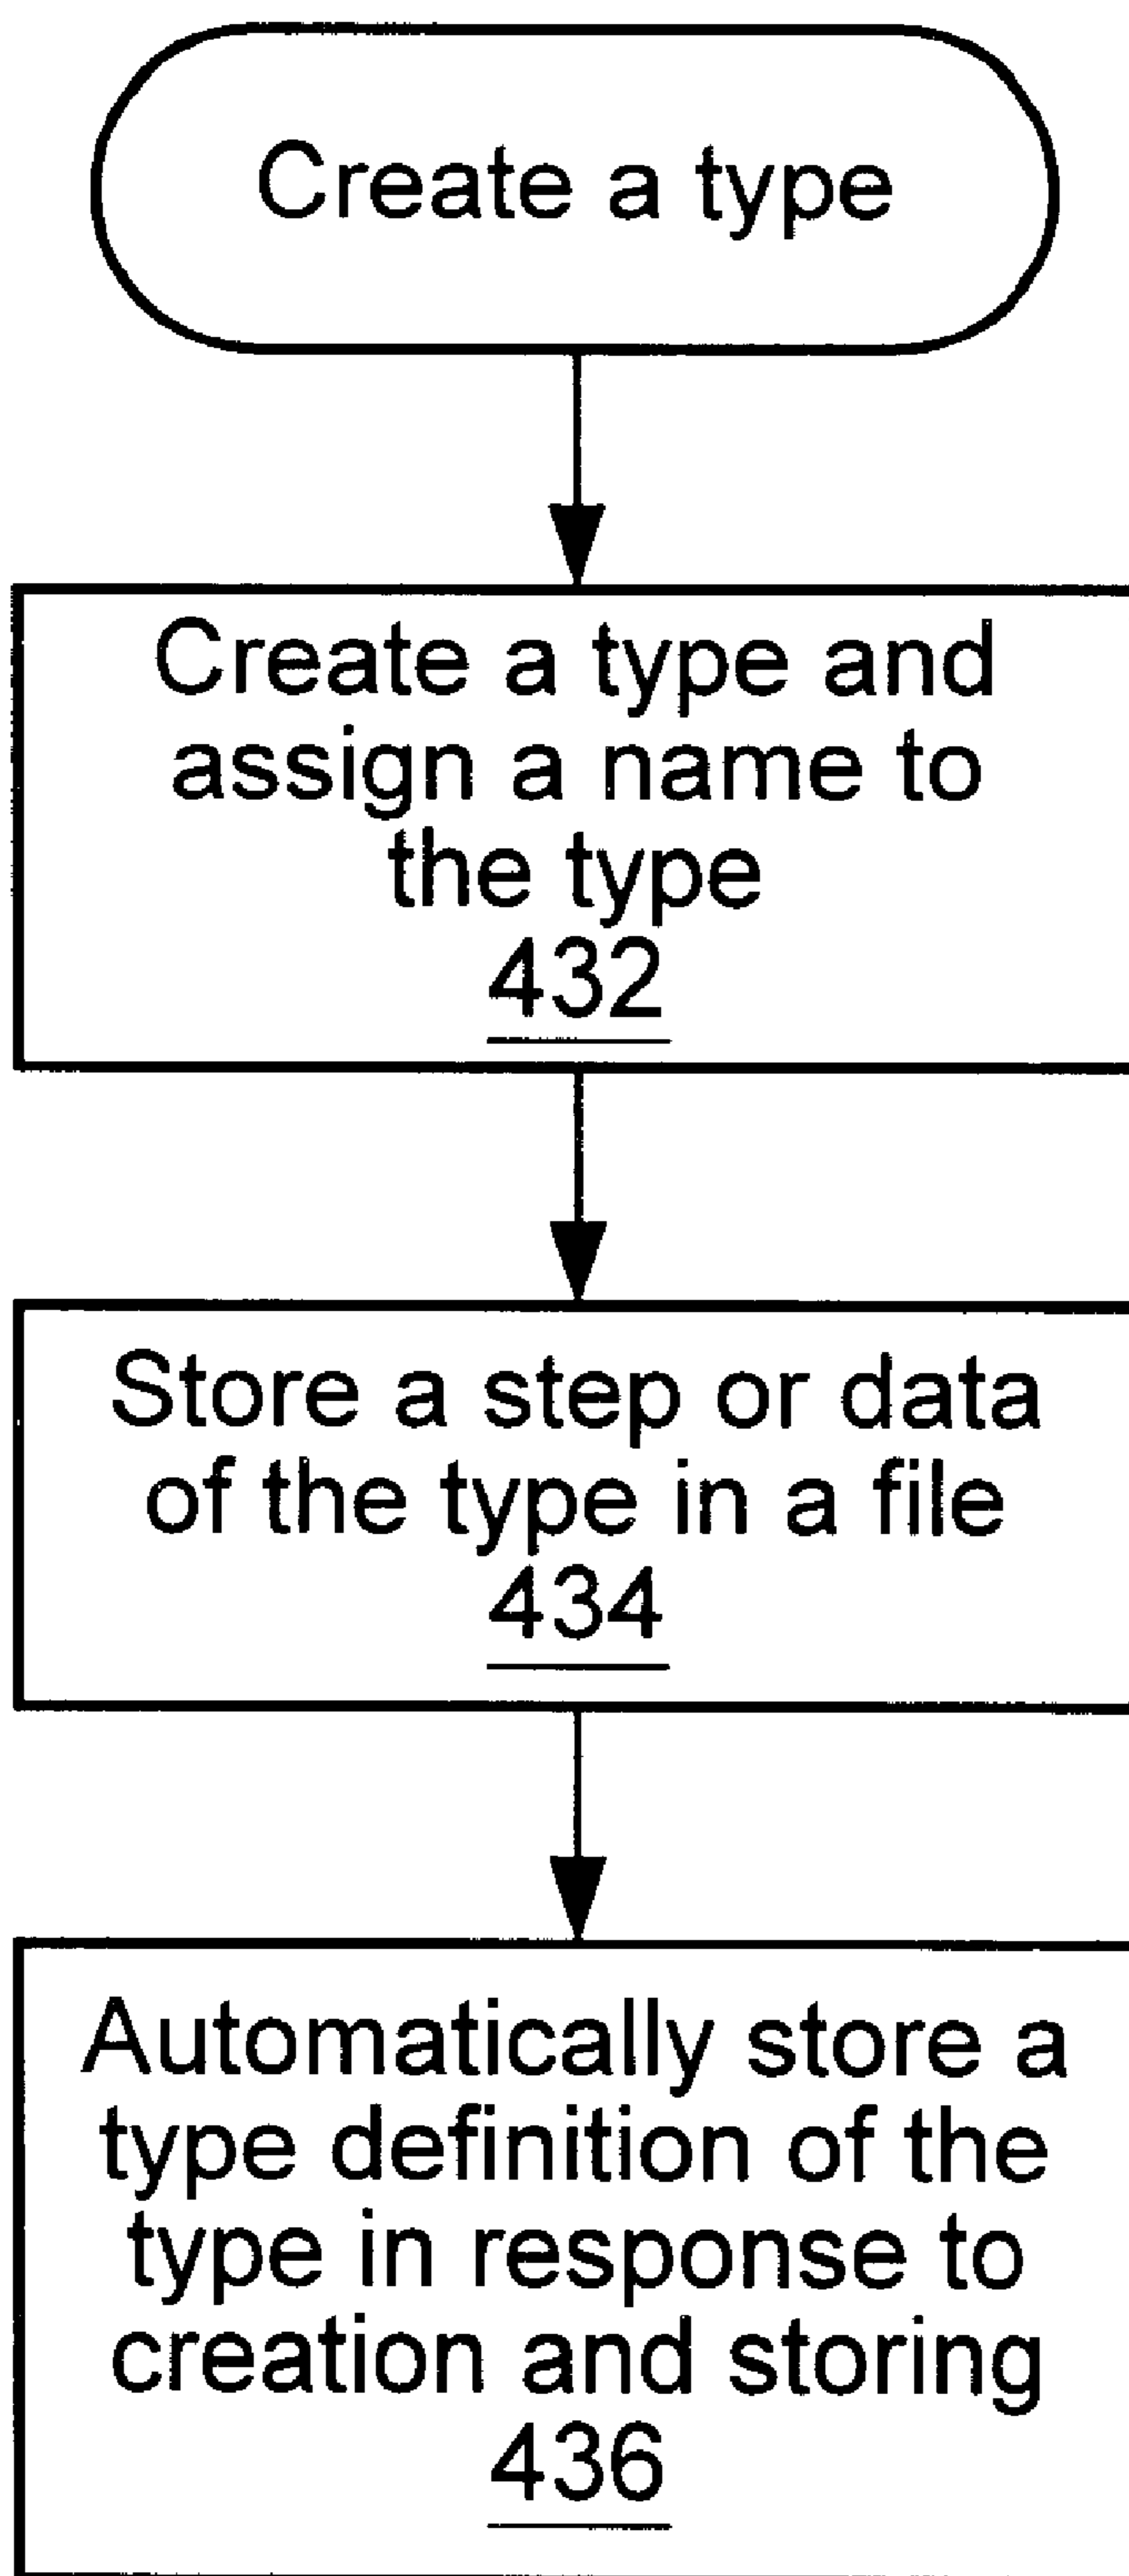 Create a type
Create a type and
assign a name to
the type
432
Store a step or data
of the type in a file
434
Automatically store a
type definition of the
type in response to
creation and storing
436